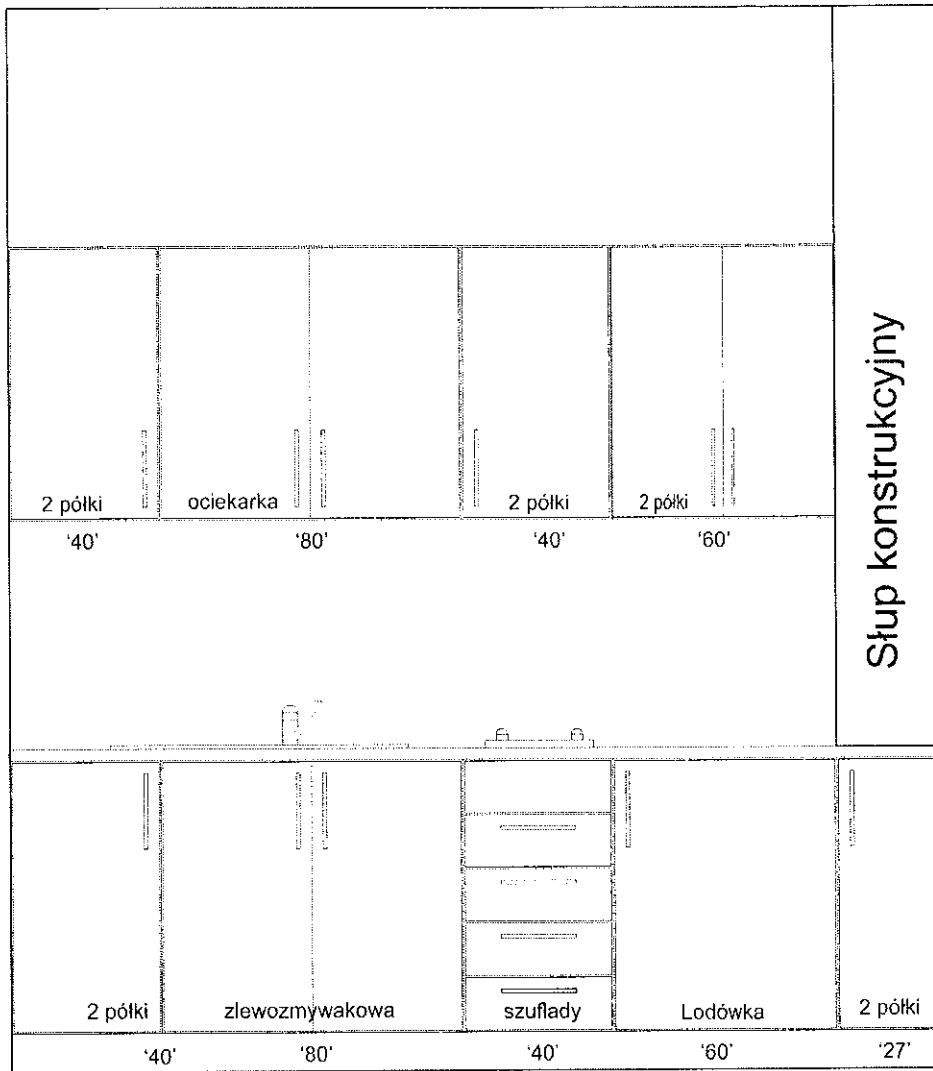 2 półki ociekarka 2 półki 2 półki
‘40’ ‘80’ ‘40’ ‘60’
Słup konstrukcyjny
2 półki zlewozmywakowa szuflady Lodówka 2 półki
‘40’ ‘80’ ‘40’ ‘60’ ‘27’